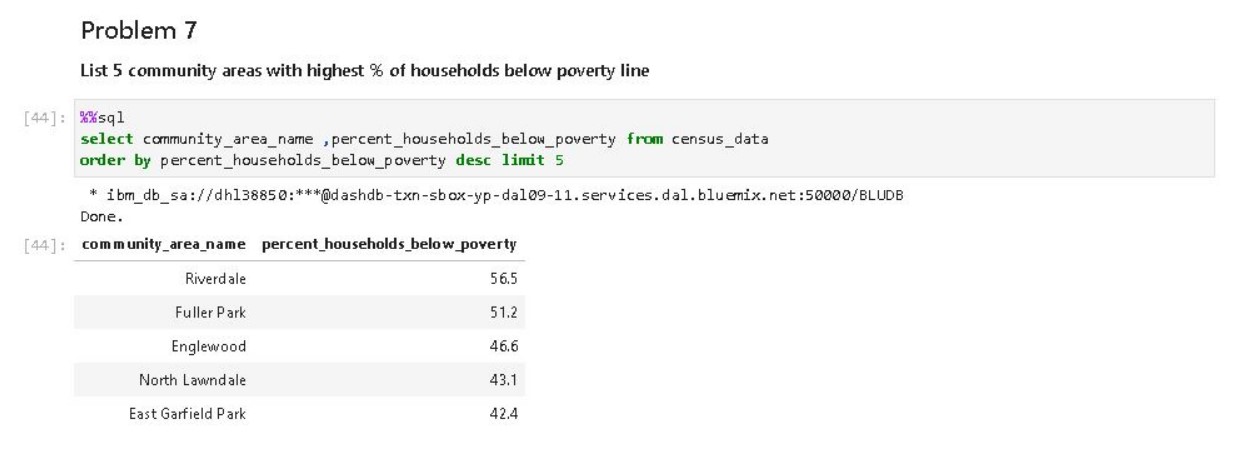 Problem 7
List 5 community areas with highest % of households below poverty line
[44]: %%sql
select community_area_name ,percent_households_below_poverty from census_data
order by percent_households_below_poverty desc limit 5
* ibm_db_sa://dhl38850:***@dashdb-txn-sbox-yp-dal09-11.services.dal.bluemix.net:50000/BLUDB
Done.
[44]: community_area_name percent_households_below_poverty
Riverdale 56.5
Fuller Park 51.2
Englewood 46.6
North Lawndale 43.1
East Garfield Park 42.4